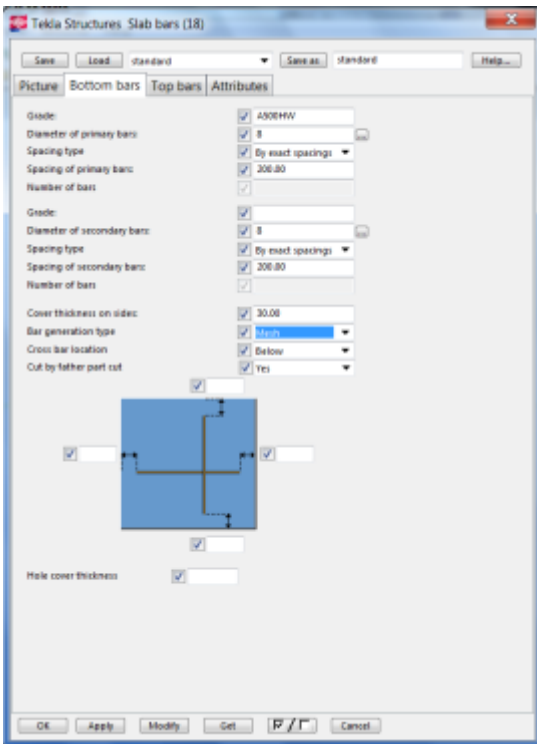 Tekla Structures Slab bars (18)
Save Load standard Save as standard Help...
Picture Bottom bars Top bars Attributes
Grade: A500HW
Diameter of primary bars: 8
Spacing type By exact spacings
Spacing of primary bars: 200.00
Number of bars
Grade:
Diameter of secondary bars: 8
Spacing type By exact spacings
Spacing of secondary bars: 200.00
Number of bars
Cover thickness on sides: 30.00
Bar generation type Mesh
Cross bar location Below
Cut by father part cut Yes
Hole cover thickness
OK Apply Modify Get Cancel